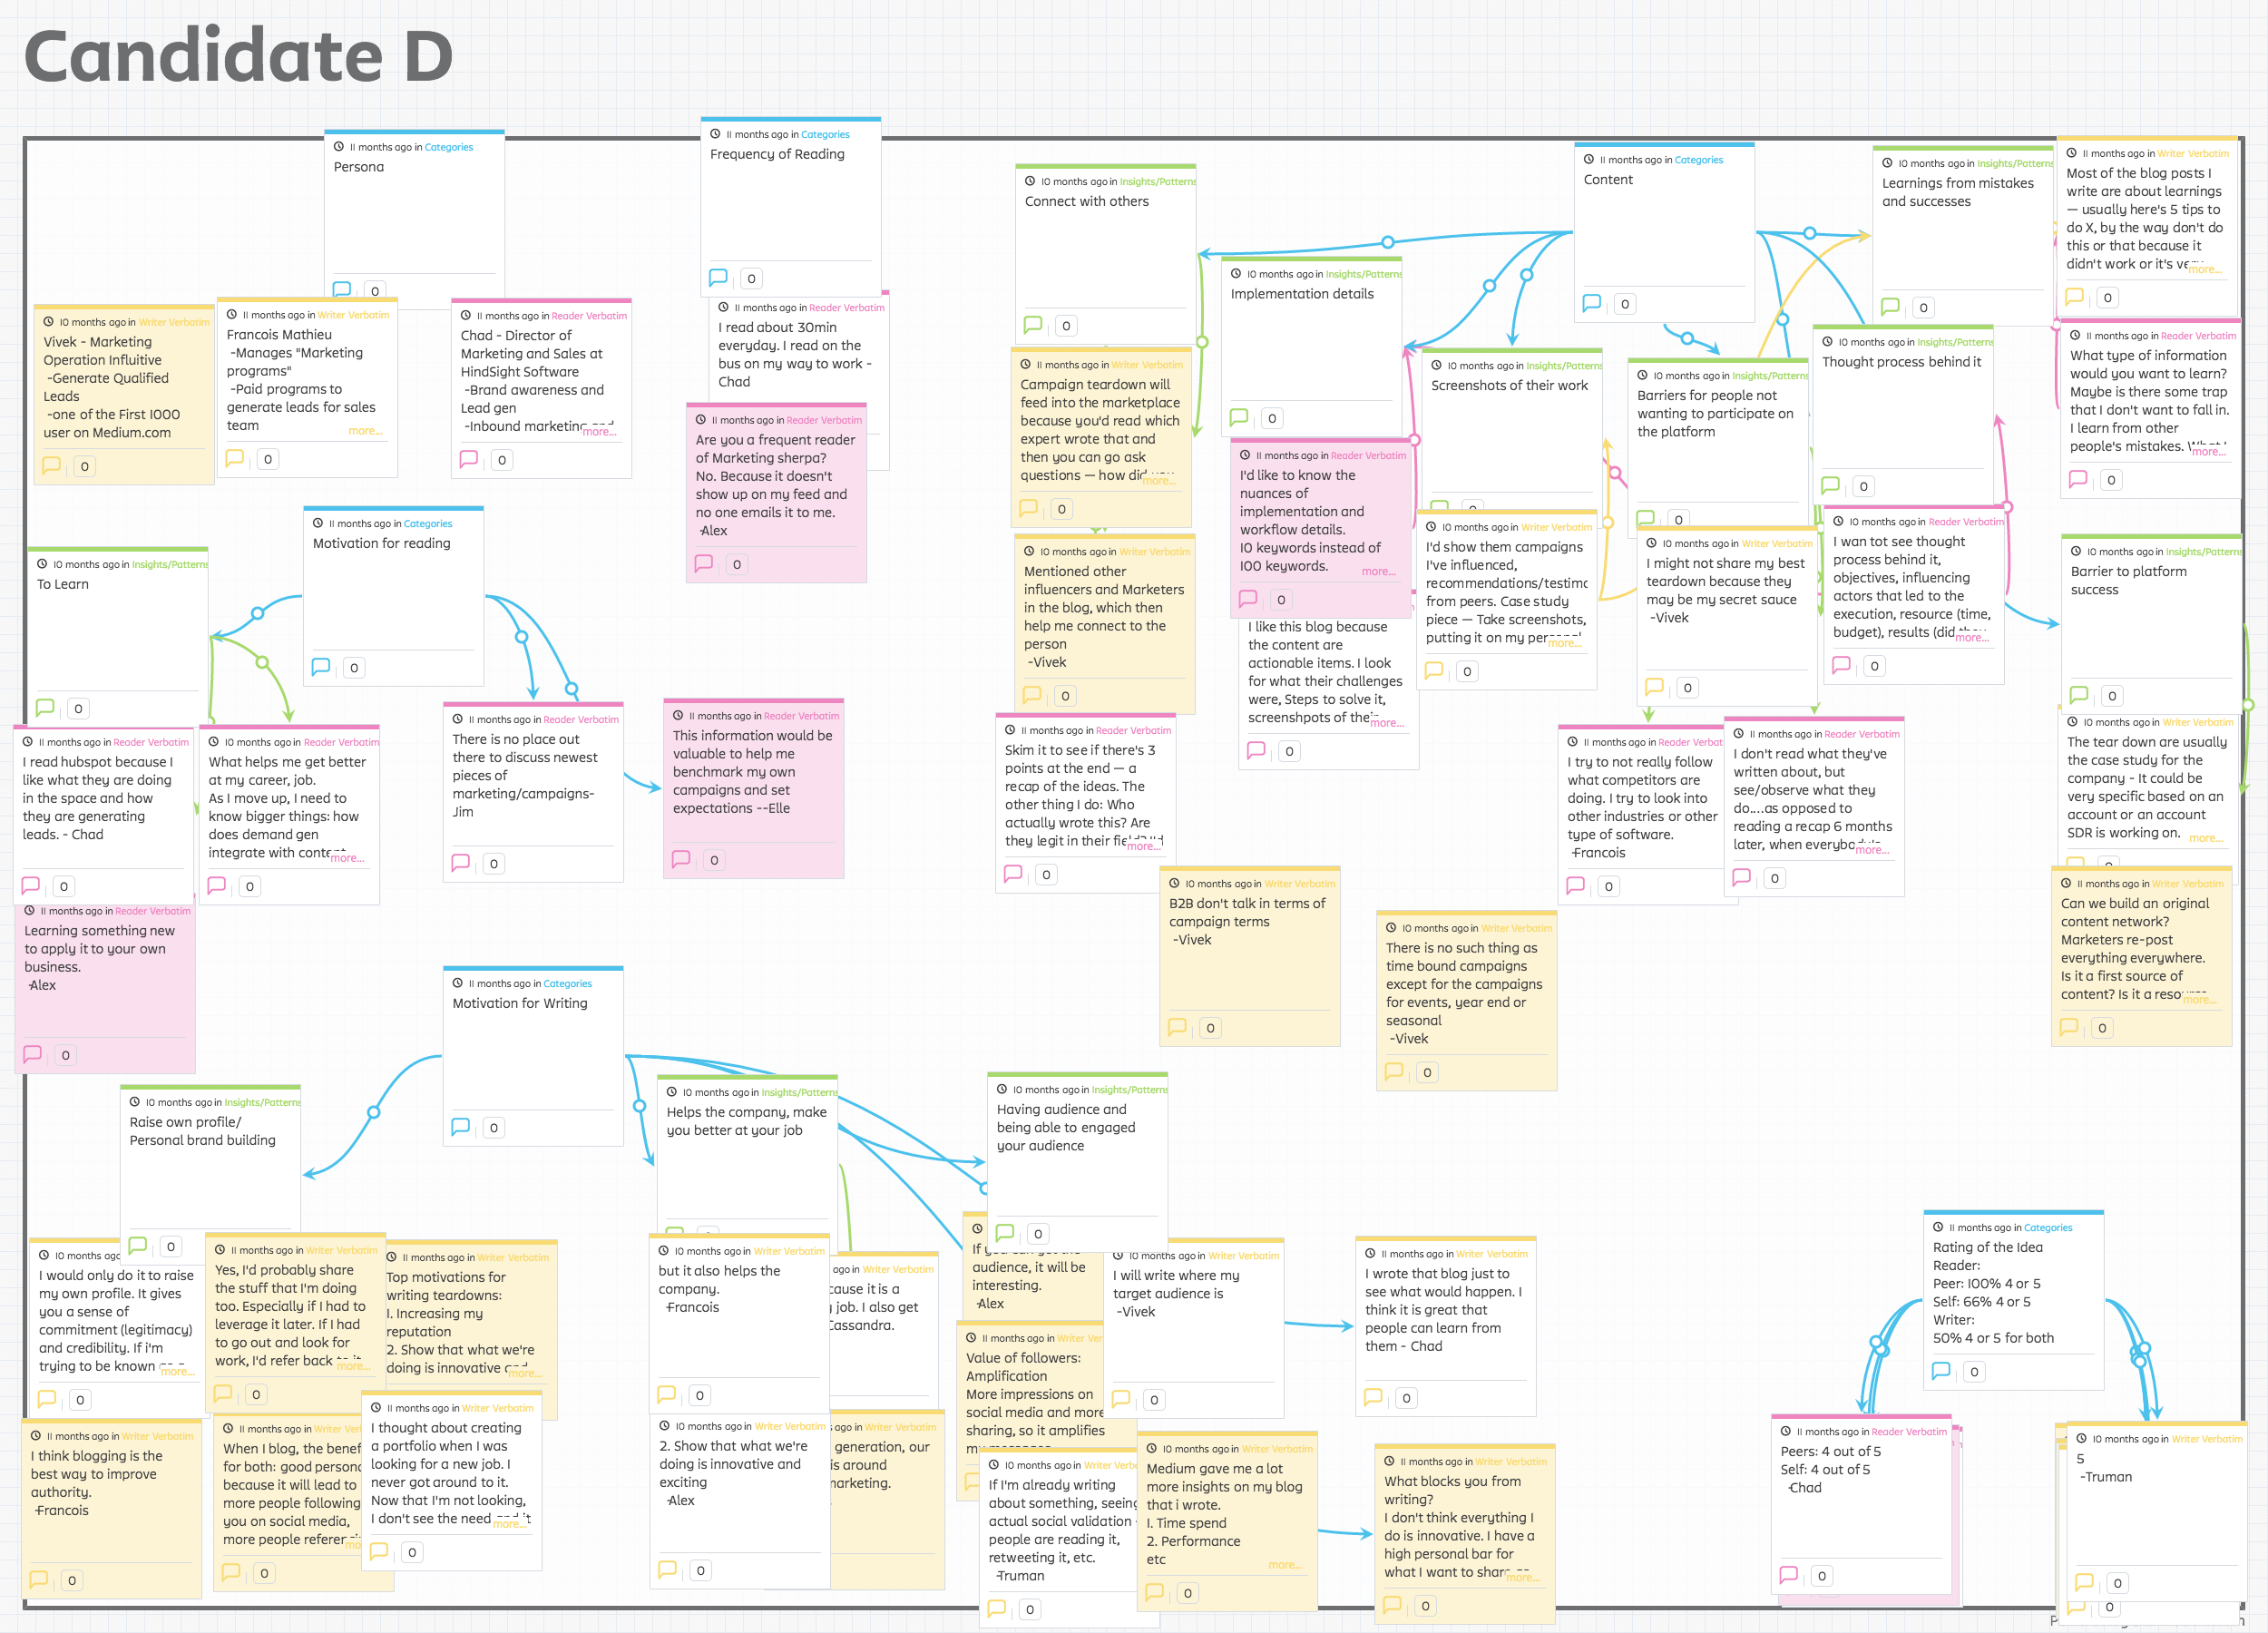 Candidate D
11 months ago in Categories
Persona
0
11 months ago in Categories
Frequency of Reading
0
10 months ago in Insights/Patterns
Connect with others
0
11 months ago in Categories
Content
0
10 months ago in Insights/Patterns
Learnings from mistakes
and successes
0
10 months ago in Writer Verbatim
Most of the blog posts I
write are about learnings
— usually here's 5 tips to
do X, by the way don't do
this or that because it
didn't work or it's very
more...
0
10 months ago in Writer Verbatim
Vivek - Marketing
Operation Influitive
-Generate Qualified
Leads
-one of the First 1000
user on Medium.com
0
11 months ago in Writer Verbatim
Francois Mathieu
-Manages "Marketing
programs"
-Paid programs to
generate leads for sales
team
more...
0
11 months ago in Reader Verbatim
Chad - Director of
Marketing and Sales at
HindSight Software
-Brand awareness and
Lead gen
-Inbound marketing and
more...
0
11 months ago in Reader Verbatim
I read about 30min
everyday. I read on the
bus on my way to work -
Chad
11 months ago in Reader Verbatim
Are you a frequent reader
of Marketing sherpa?
No. Because it doesn't
show up on my feed and
no one emails it to me.
-Alex
0
10 months ago in Insights/Patterns
Implementation details
0
10 months ago in Writer Verbatim
Campaign teardown will
feed into the marketplace
because you'd read which
expert wrote that and
then you can go ask
questions — how did you
more...
0
10 months ago in Insights/Patterns
Screenshots of their work
0
10 months ago in Insights/Patterns
Barriers for people not
wanting to participate on
the platform
0
10 months ago in Insights/Patterns
Thought process behind it
0
11 months ago in Reader Verbatim
What type of information
would you want to learn?
Maybe is there some trap
that I don't want to fall in.
I learn from other
people's mistakes. What I
more...
0
11 months ago in Reader Verbatim
I'd like to know the
nuances of
implementation and
workflow details.
10 keywords instead of
100 keywords.
more...
0
10 months ago in Writer Verbatim
Mentioned other
influencers and Marketers
in the blog, which then
help me connect to the
person
-Vivek
0
10 months ago in Writer Verbatim
I'd show them campaigns
I've influenced,
recommendations/testimo
from peers. Case study
piece — Take screenshots,
putting it on my personal
more...
0
10 months ago in Writer Verbatim
I might not share my best
teardown because they
may be my secret sauce
-Vivek
0
11 months ago in Reader Verbatim
I wan tot see thought
process behind it,
objectives, influencing
actors that led to the
execution, resource (time,
budget), results (did they
more...
0
10 months ago in Insights/Patterns
Barrier to platform
success
0
10 months ago in Insights/Patterns
To Learn
0
11 months ago in Categories
Motivation for reading
0
I like this blog because
the content are
actionable items. I look
for what their challenges
were, Steps to solve it,
screenshpots of their
more...
0
11 months ago in Reader Verbatim
I read hubspot because I
like what they are doing
in the space and how
they are generating
leads. - Chad
0
10 months ago in Reader Verbatim
What helps me get better
at my career, job.
As I move up, I need to
know bigger things: how
does demand gen
integrate with content
more...
0
11 months ago in Reader Verbatim
There is no place out
there to discuss newest
pieces of
marketing/campaigns-
Jim
0
11 months ago in Reader Verbatim
This information would be
valuable to help me
benchmark my own
campaigns and set
expectations --Elle
0
11 months ago in Reader Verbatim
Skim it to see if there's 3
points at the end — a
recap of the ideas. The
other thing I do: Who
actually wrote this? Are
they legit in their field? I'd
more...
0
10 months ago in Reader Verbat
I try to not really follow
what competitors are
doing. I try to look into
other industries or other
type of software.
-Francois
0
11 months ago in Reader Verbatim
I don't read what they've
written about, but
see/observe what they
do....as opposed to
reading a recap 6 months
later, when everybody's
more...
0
10 months ago in Writer Verbatim
The tear down are usually
the case study for the
company - It could be
very specific based on an
account or an account
SDR is working on.
more...
0
11 months ago in Reader Verbatim
Learning something new
to apply it to your own
business.
-Alex
0
10 months ago in Writer Verbatim
B2B don't talk in terms of
campaign terms
-Vivek
0
10 months ago in Writer Verbatim
There is no such thing as
time bound campaigns
except for the campaigns
for events, year end or
seasonal
-Vivek
0
10 months ago in Writer Verbatim
Can we build an original
content network?
Marketers re-post
everything everywhere.
Is it a first source of
content? Is it a resource
more...
0
11 months ago in Categories
Motivation for Writing
0
10 months ago in Insights/Patterns
Raise own profile/
Personal brand building
0
10 months ago in Insights/Patterns
Helps the company, make
you better at your job
10 months ago in Insights/Patterns
Having audience and
being able to engaged
your audience
0
11 months ago in Categories
Rating of the Idea
Reader:
Peer: 100% 4 or 5
Self: 66% 4 or 5
Writer:
50% 4 or 5 for both
0
10 months ago
I would only do it to raise
my own profile. It gives
you a sense of
commitment (legitimacy)
and credibility. If i'm
trying to be known as a
more...
0
11 months ago in Writer Verbatim
Yes, I'd probably share
the stuff that I'm doing
too. Especially if I had to
leverage it later. If I had
to go out and look for
work, I'd refer back to it
more...
0
11 months ago in Writer Verbatim
Top motivations for
writing teardowns:
1. Increasing my
reputation
2. Show that what we're
doing is innovative and
more...
10 months ago in Writer Verbatim
but it also helps the
company.
-Francois
0
ago in Writer Verbatim
cause it is a
job. I also get
Cassandra.
If you can get the
audience, it will be
interesting.
-Alex
11 months ago in Writer Verbatim
I will write where my
target audience is
-Vivek
0
11 months ago in Writer Verbatim
I wrote that blog just to
see what would happen. I
think it is great that
people can learn from
them - Chad
0
11 months ago in Writer Ver
Value of followers:
Amplification
More impressions on
social media and more
sharing, so it amplifies
my messages
10 months ago in Writer Verbatim
I think blogging is the
best way to improve
authority.
-Francois
0
10 months ago in Writer Verb
When I blog, the benef
for both: good persona
because it will lead to
more people following
you on social media,
more people referencing
mo
0
11 months ago in Writer Verbatim
I thought about creating
a portfolio when I was
looking for a new job. I
never got around to it.
Now that I'm not looking,
I don't see the need and it
more...
0
10 months ago in Writer Verbatim
2. Show that what we're
doing is innovative and
exciting
-Alex
0
in Writer Verbatim
generation, our
is around
marketing.
10 months ago in Writer Verba
If I'm already writing
about something, seeing
actual social validation -
people are reading it,
retweeting it, etc.
-Truman
0
10 months ago in Writer Verbatim
Medium gave me a lot
more insights on my blog
that i wrote.
1. Time spend
2. Performance
etc
more...
0
11 months ago in Writer Verbatim
What blocks you from
writing?
I don't think everything I
do is innovative. I have a
high personal bar for
what I want to share so
more...
0
11 months ago in Reader Verbatim
Peers: 4 out of 5
Self: 4 out of 5
-Chad
0
10 months ago in Writer Verbatim
5
-Truman
0
0